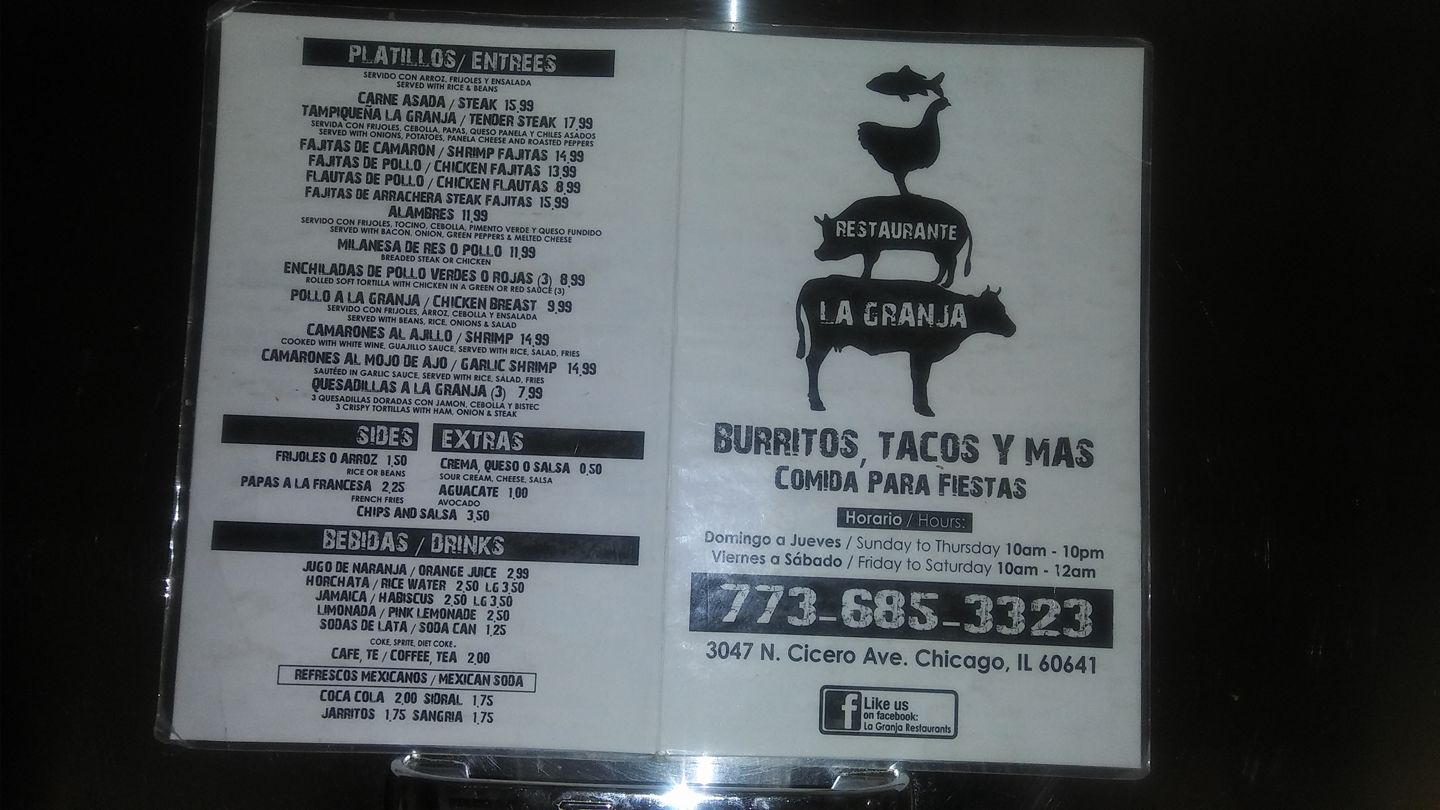 PLATILLOS/ ENTREES
SERVIDO CON ARROZ, FRIJOLES Y ENSALADA
SERVED WITH RICE & BEANS
CARNE ASADA / STEAK 15,99
TAMPIQUEÑA LA GRANJA / TENDER STEAK 17,99
SERVIDA CON FRIJOLES, CEBOLLA, PAPAS, QUESO PANELA Y CHILES ASADOS
SERVED WITH ONIONS, POTATOES, PANELA CHEESE AND ROASTED PEPPERS
FAJITAS DE CAMARON / SHRIMP FAJITAS 14,99
FAJITAS DE POLLO / CHICKEN FAJITAS 13,99
FLAUTAS DE POLLO / CHICKEN FLAUTAS 8,99
FAJITAS DE ARRACHERA STEAK FAJITAS 15,99
ALAMBRES 11,99
SERVIDO CON FRIJOLES, TOCINO, CEBOLLA, PIMENTO VERDE Y QUESO FUNDIDO
SERVED WITH BACON, ONION, GREEN PEPPERS & MELTED CHEESE
MILANESA DE RES O POLLO 11,99
BREADED STEAK OR CHICKEN
ENCHILADAS DE POLLO VERDES O ROJAS (3) 8,99
ROLLED SOFT TORTILLA WITH CHICKEN IN A GREEN OR RED SAUCE (3)
POLLO A LA GRANJA / CHICKEN BREAST 9,99
SERVIDO CON FRIJOLES, ARROZ, CEBOLLA Y ENSALADA
SERVED WITH BEANS, RICE, ONIONS & SALAD
CAMARONES AL AJILLO / SHRIMP 14,99
COOKED WITH WHITE WINE, GUAJILLO SAUCE, SERVED WITH RICE, SALAD, FRIES
CAMARONES AL MOJO DE AJO / GARLIC SHRIMP 14,99
SAUTÉED IN GARLIC SAUCE, SERVED WITH RICE, SALAD, FRIES
QUESADILLAS A LA GRANJA (3) 7,99
3 QUESADILLAS DORADAS CON JAMON, CEBOLLA Y BISTEC
3 CRISPY TORTILLAS WITH HAM, ONION & STEAK
SIDES
FRIJOLES O ARROZ 1,50
RICE OR BEANS
PAPAS A LA FRANCESA 2,25
FRENCH FRIES
CHIPS AND SALSA 3,50
EXTRAS
CREMA, QUESO O SALSA 0,50
SOUR CREAM, CHEESE, SALSA
AGUACATE 1,00
AVOCADO
BEBIDAS / DRINKS
JUGO DE NARANJA / ORANGE JUICE 2,99
HORCHATA / RICE WATER 2,50 LG 3,50
JAMAICA / HABISCUS 2,50 LG 3,50
LIMONADA / PINK LEMONADE 2,50
SODAS DE LATA / SODA CAN 1,25
COKE, SPRITE, DIET COKE,
CAFE, TE / COFFEE, TEA 2,00
REFRESCOS MEXICANOS / MEXICAN SODA
COCA COLA 2,00 SIDRAL 1,75
JARRITOS 1,75 SANGRIA 1,75
RESTAURANTE
LA GRANJA
BURRITOS, TACOS Y MAS
COMIDA PARA FIESTAS
Horario / Hours:
Domingo a Jueves / Sunday to Thursday 10am - 10pm
Viernes a Sábado / Friday to Saturday 10am - 12am
773-685-3323
3047 N. Cicero Ave. Chicago, IL 60641
f Like us
on facebook:
La Granja Restaurants